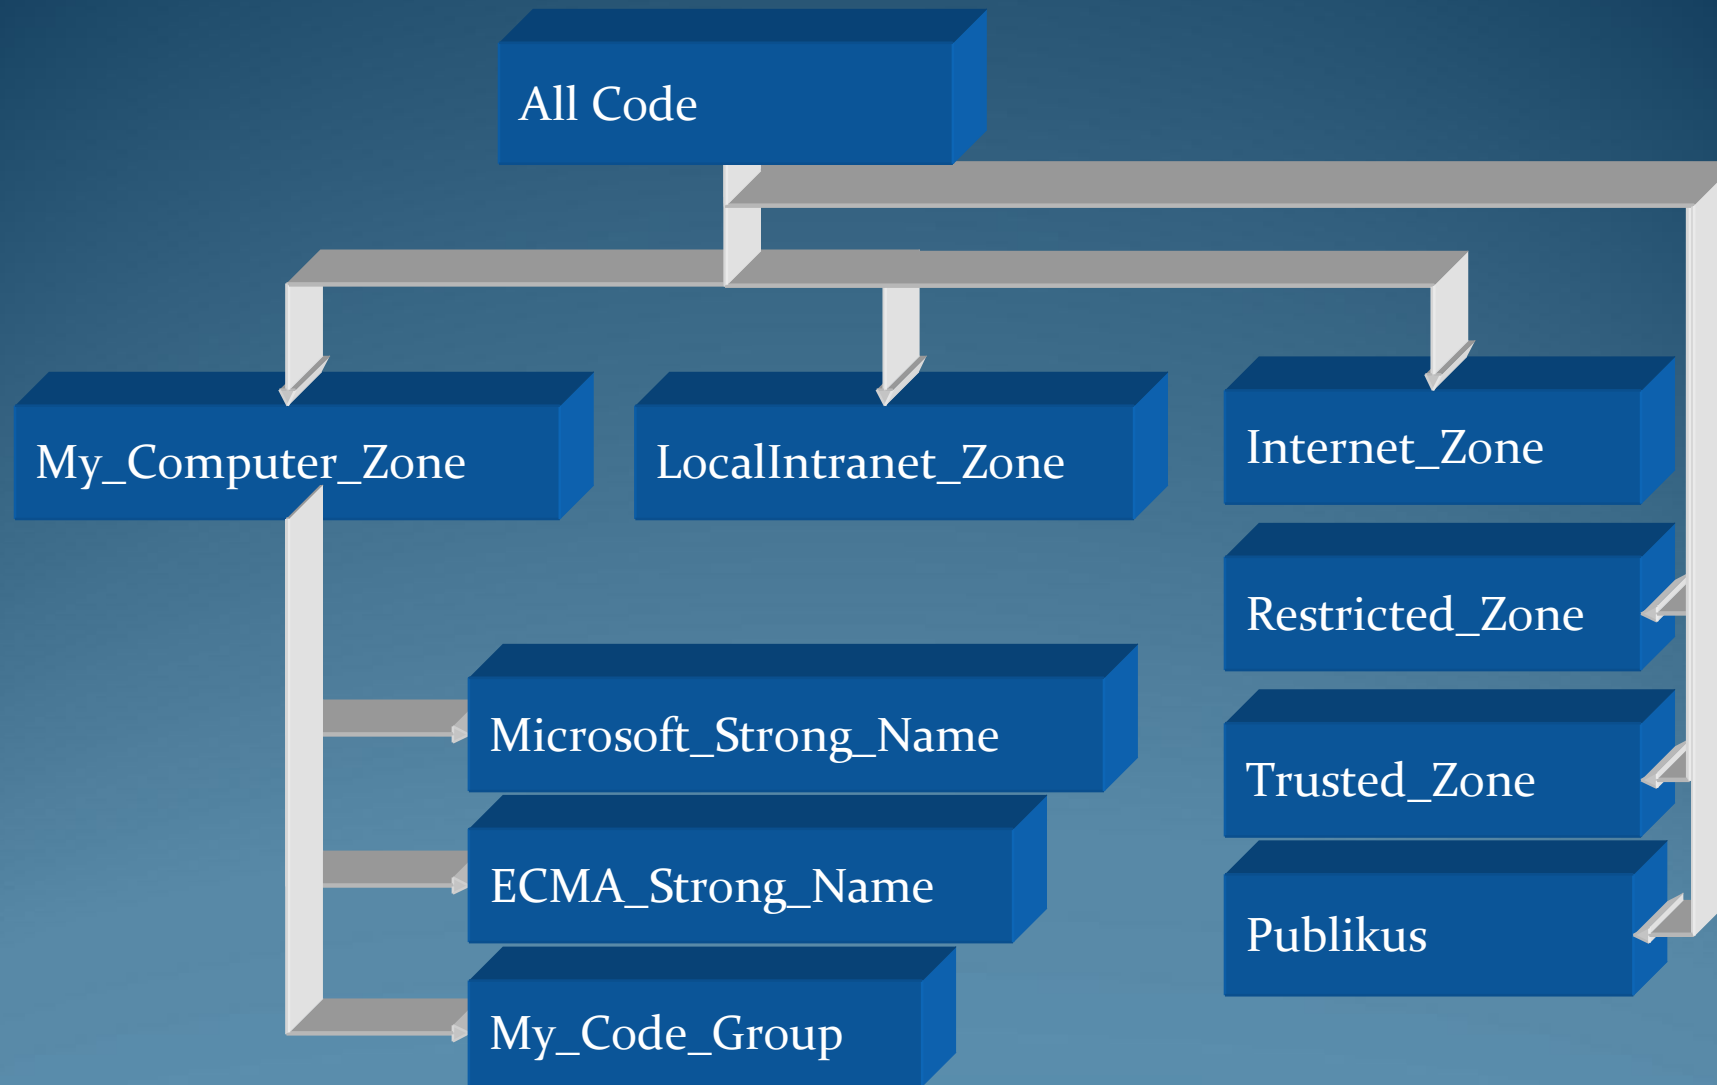 All Code
My_Computer_Zone
LocalIntranet_Zone
Internet_Zone
Restricted_Zone
Trusted_Zone
Publikus
Microsoft_Strong_Name
ECMA_Strong_Name
My_Code_Group